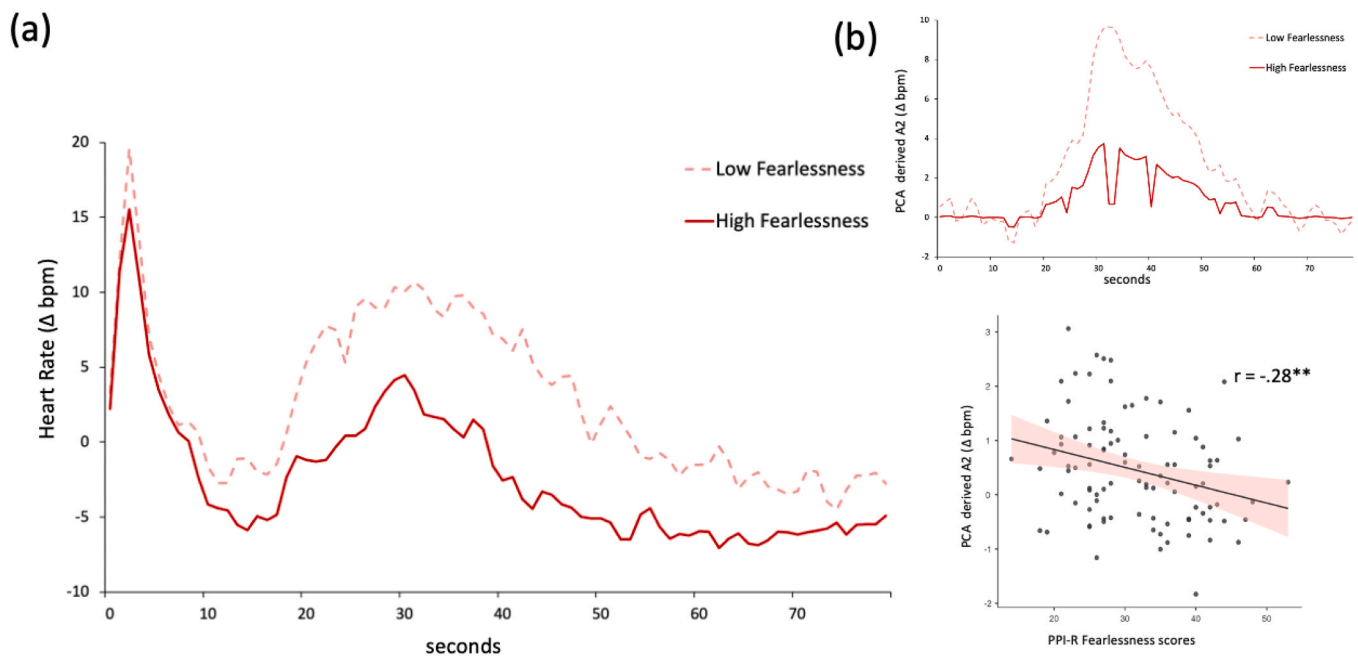 (a)
20
15
10
5
0
-5
-10
Heart Rate (Δ bpm)
0 10 20 30 40 50 60 70
seconds
Low Fearlessness
High Fearlessness
(b)
10
8
6
4
2
0
-2
PCA derived A2 (Δ bpm)
0 10 20 30 40 50 60 70
seconds
Low Fearlessness
High Fearlessness
3
2
1
0
-1
-2
PCA derived A2 (Δ bpm)
r = -.28**
20 30 40 50
PPI-R Fearlessness scores